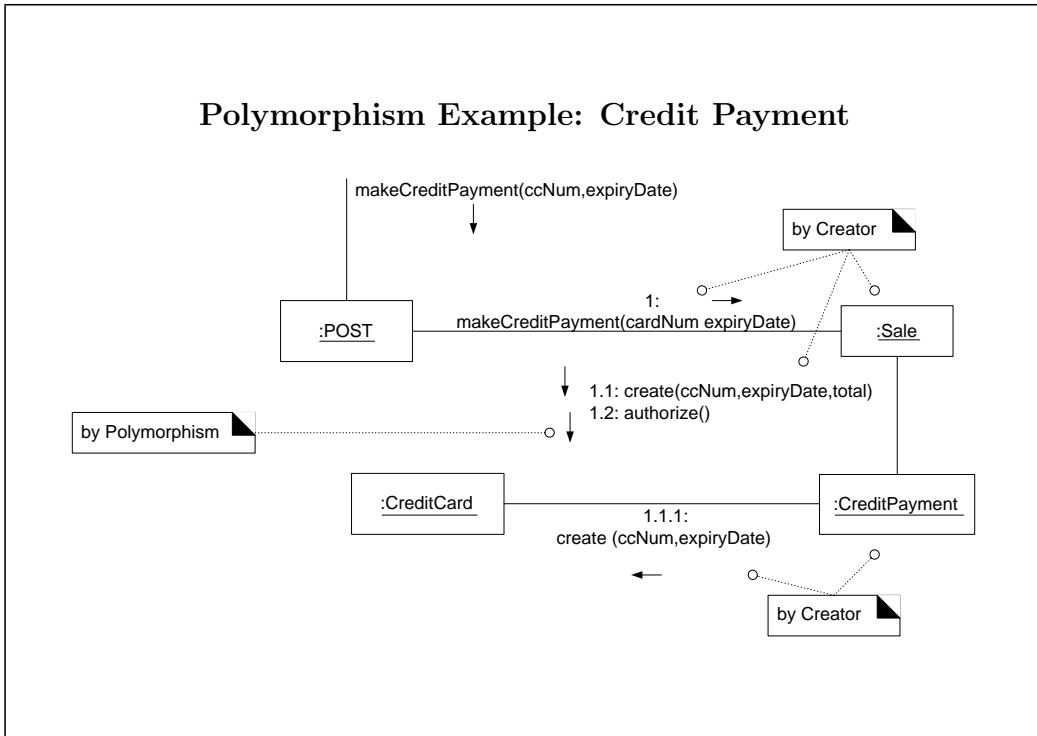 Polymorphism Example: Credit Payment
makeCreditPayment(ccNum,expiryDate)
by Creator
1:
makeCreditPayment(cardNum expiryDate)
:POST
:Sale
1.1: create(ccNum,expiryDate,total)
1.2: authorize()
by Polymorphism
:CreditCard
:CreditPayment
1.1.1:
create (ccNum,expiryDate)
by Creator